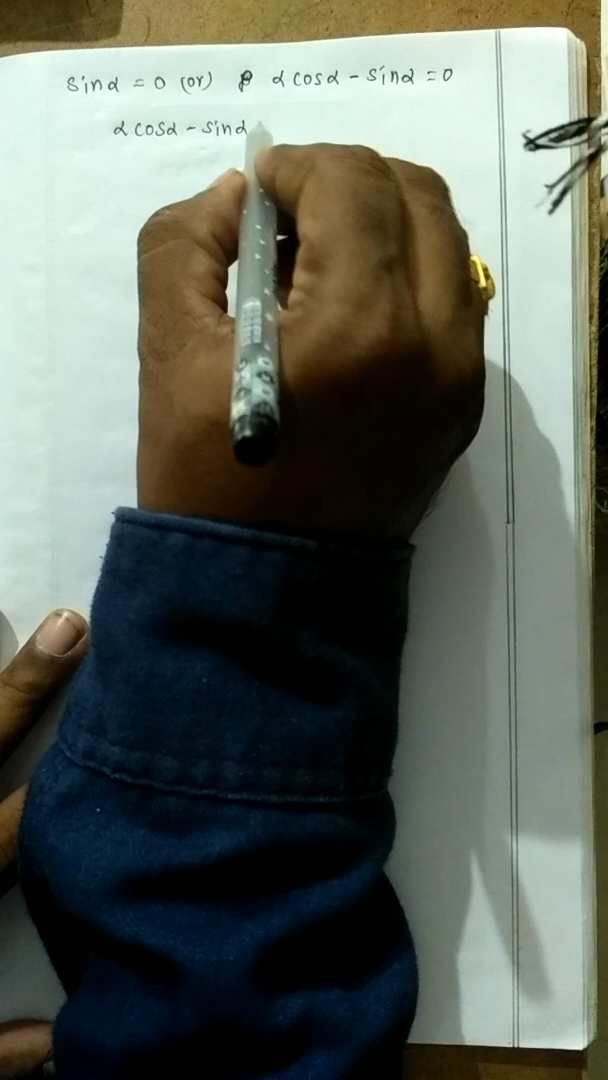 sinα = 0 (or) α cosα - sinα = 0
α cosα - sinα